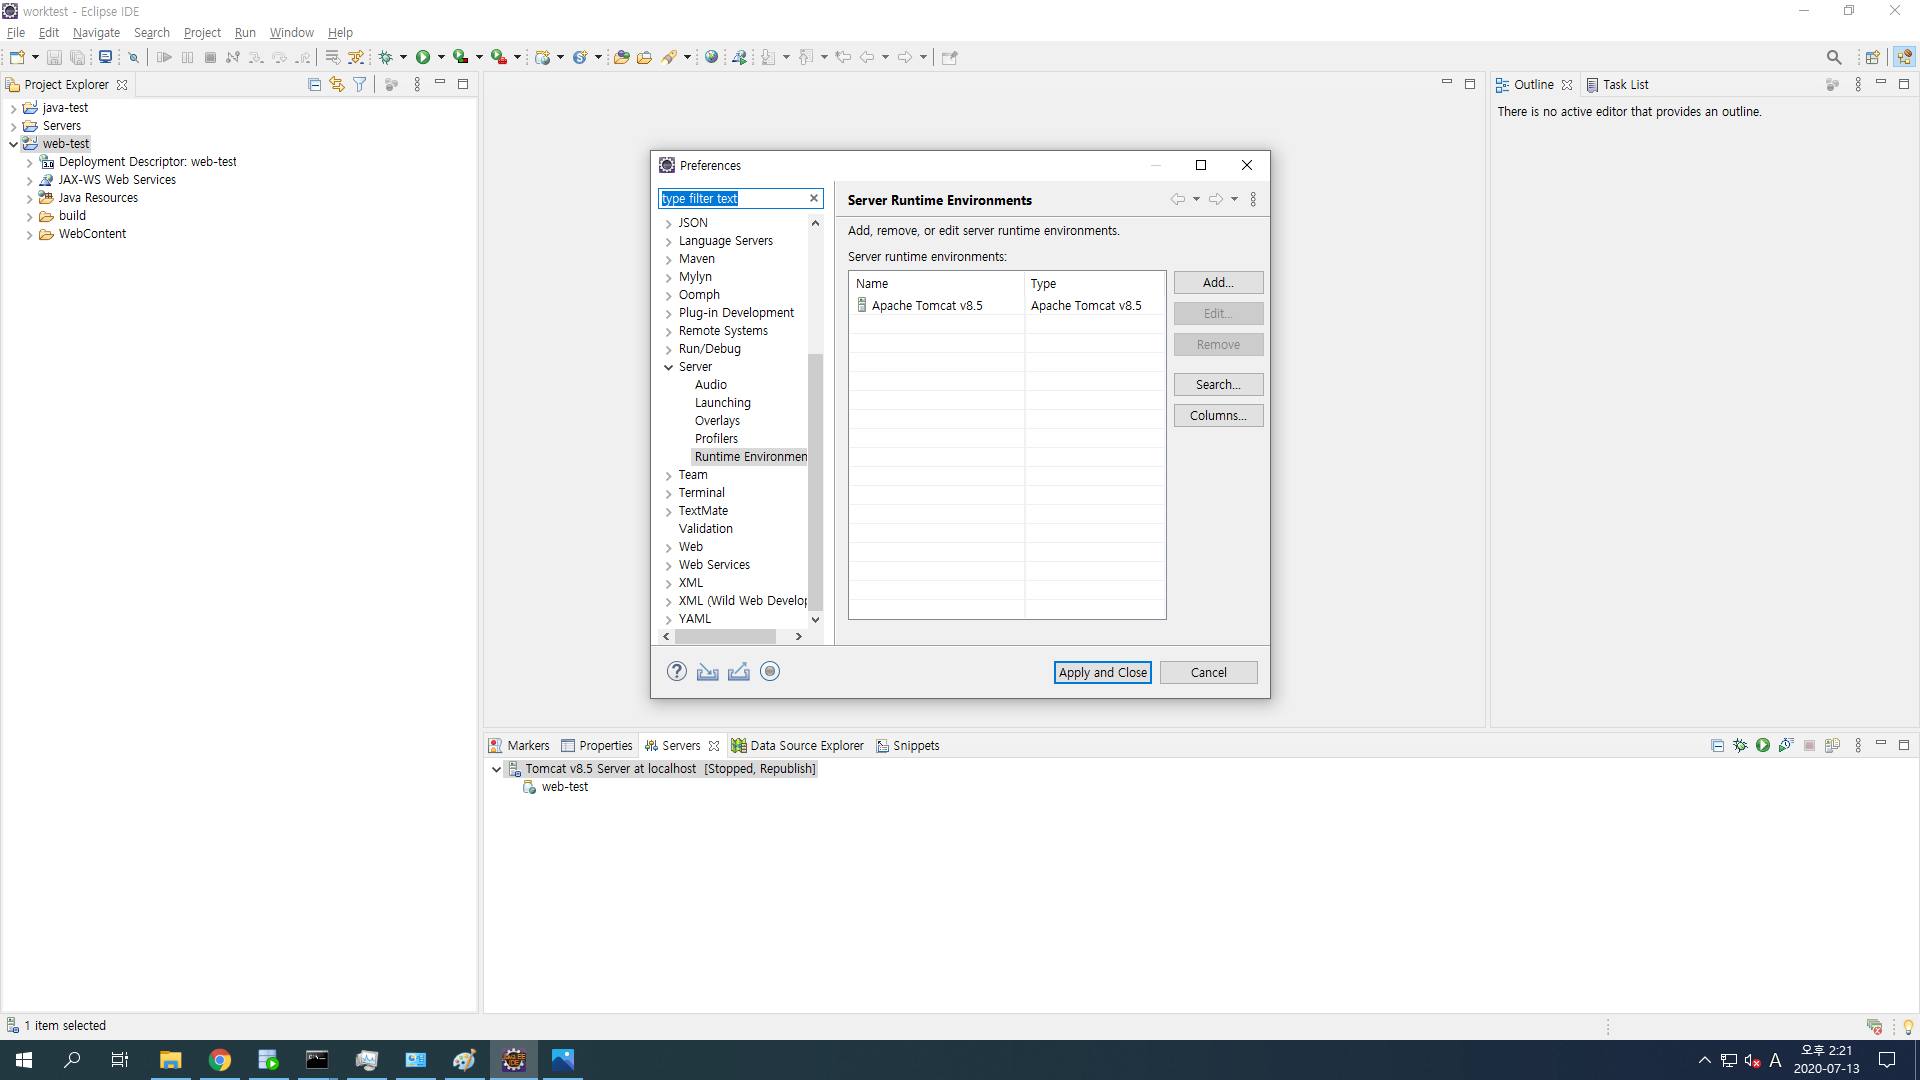 worktest - Eclipse IDE
File Edit Navigate Search Project Run Window Help
Project Explorer
java-test
Servers
web-test
Deployment Descriptor: web-test
JAX-WS Web Services
Java Resources
build
WebContent
Outline Task List
There is no active editor that provides an outline.
Preferences
type filter text
JSON
Language Servers
Maven
Mylyn
Oomph
Plug-in Development
Remote Systems
Run/Debug
Server
Audio
Launching
Overlays
Profilers
Runtime Environmen
Team
Terminal
TextMate
Validation
Web
Web Services
XML
XML (Wild Web Develop
YAML
Server Runtime Environments
Add, remove, or edit server runtime environments.
Server runtime environments:
Name Type
Apache Tomcat v8.5 Apache Tomcat v8.5
Add...
Edit...
Remove
Search...
Columns...
Apply and Close Cancel
Markers Properties Servers Data Source Explorer Snippets
Tomcat v8.5 Server at localhost [Stopped, Republish]
web-test
1 item selected
A
오후 2:21
2020-07-13